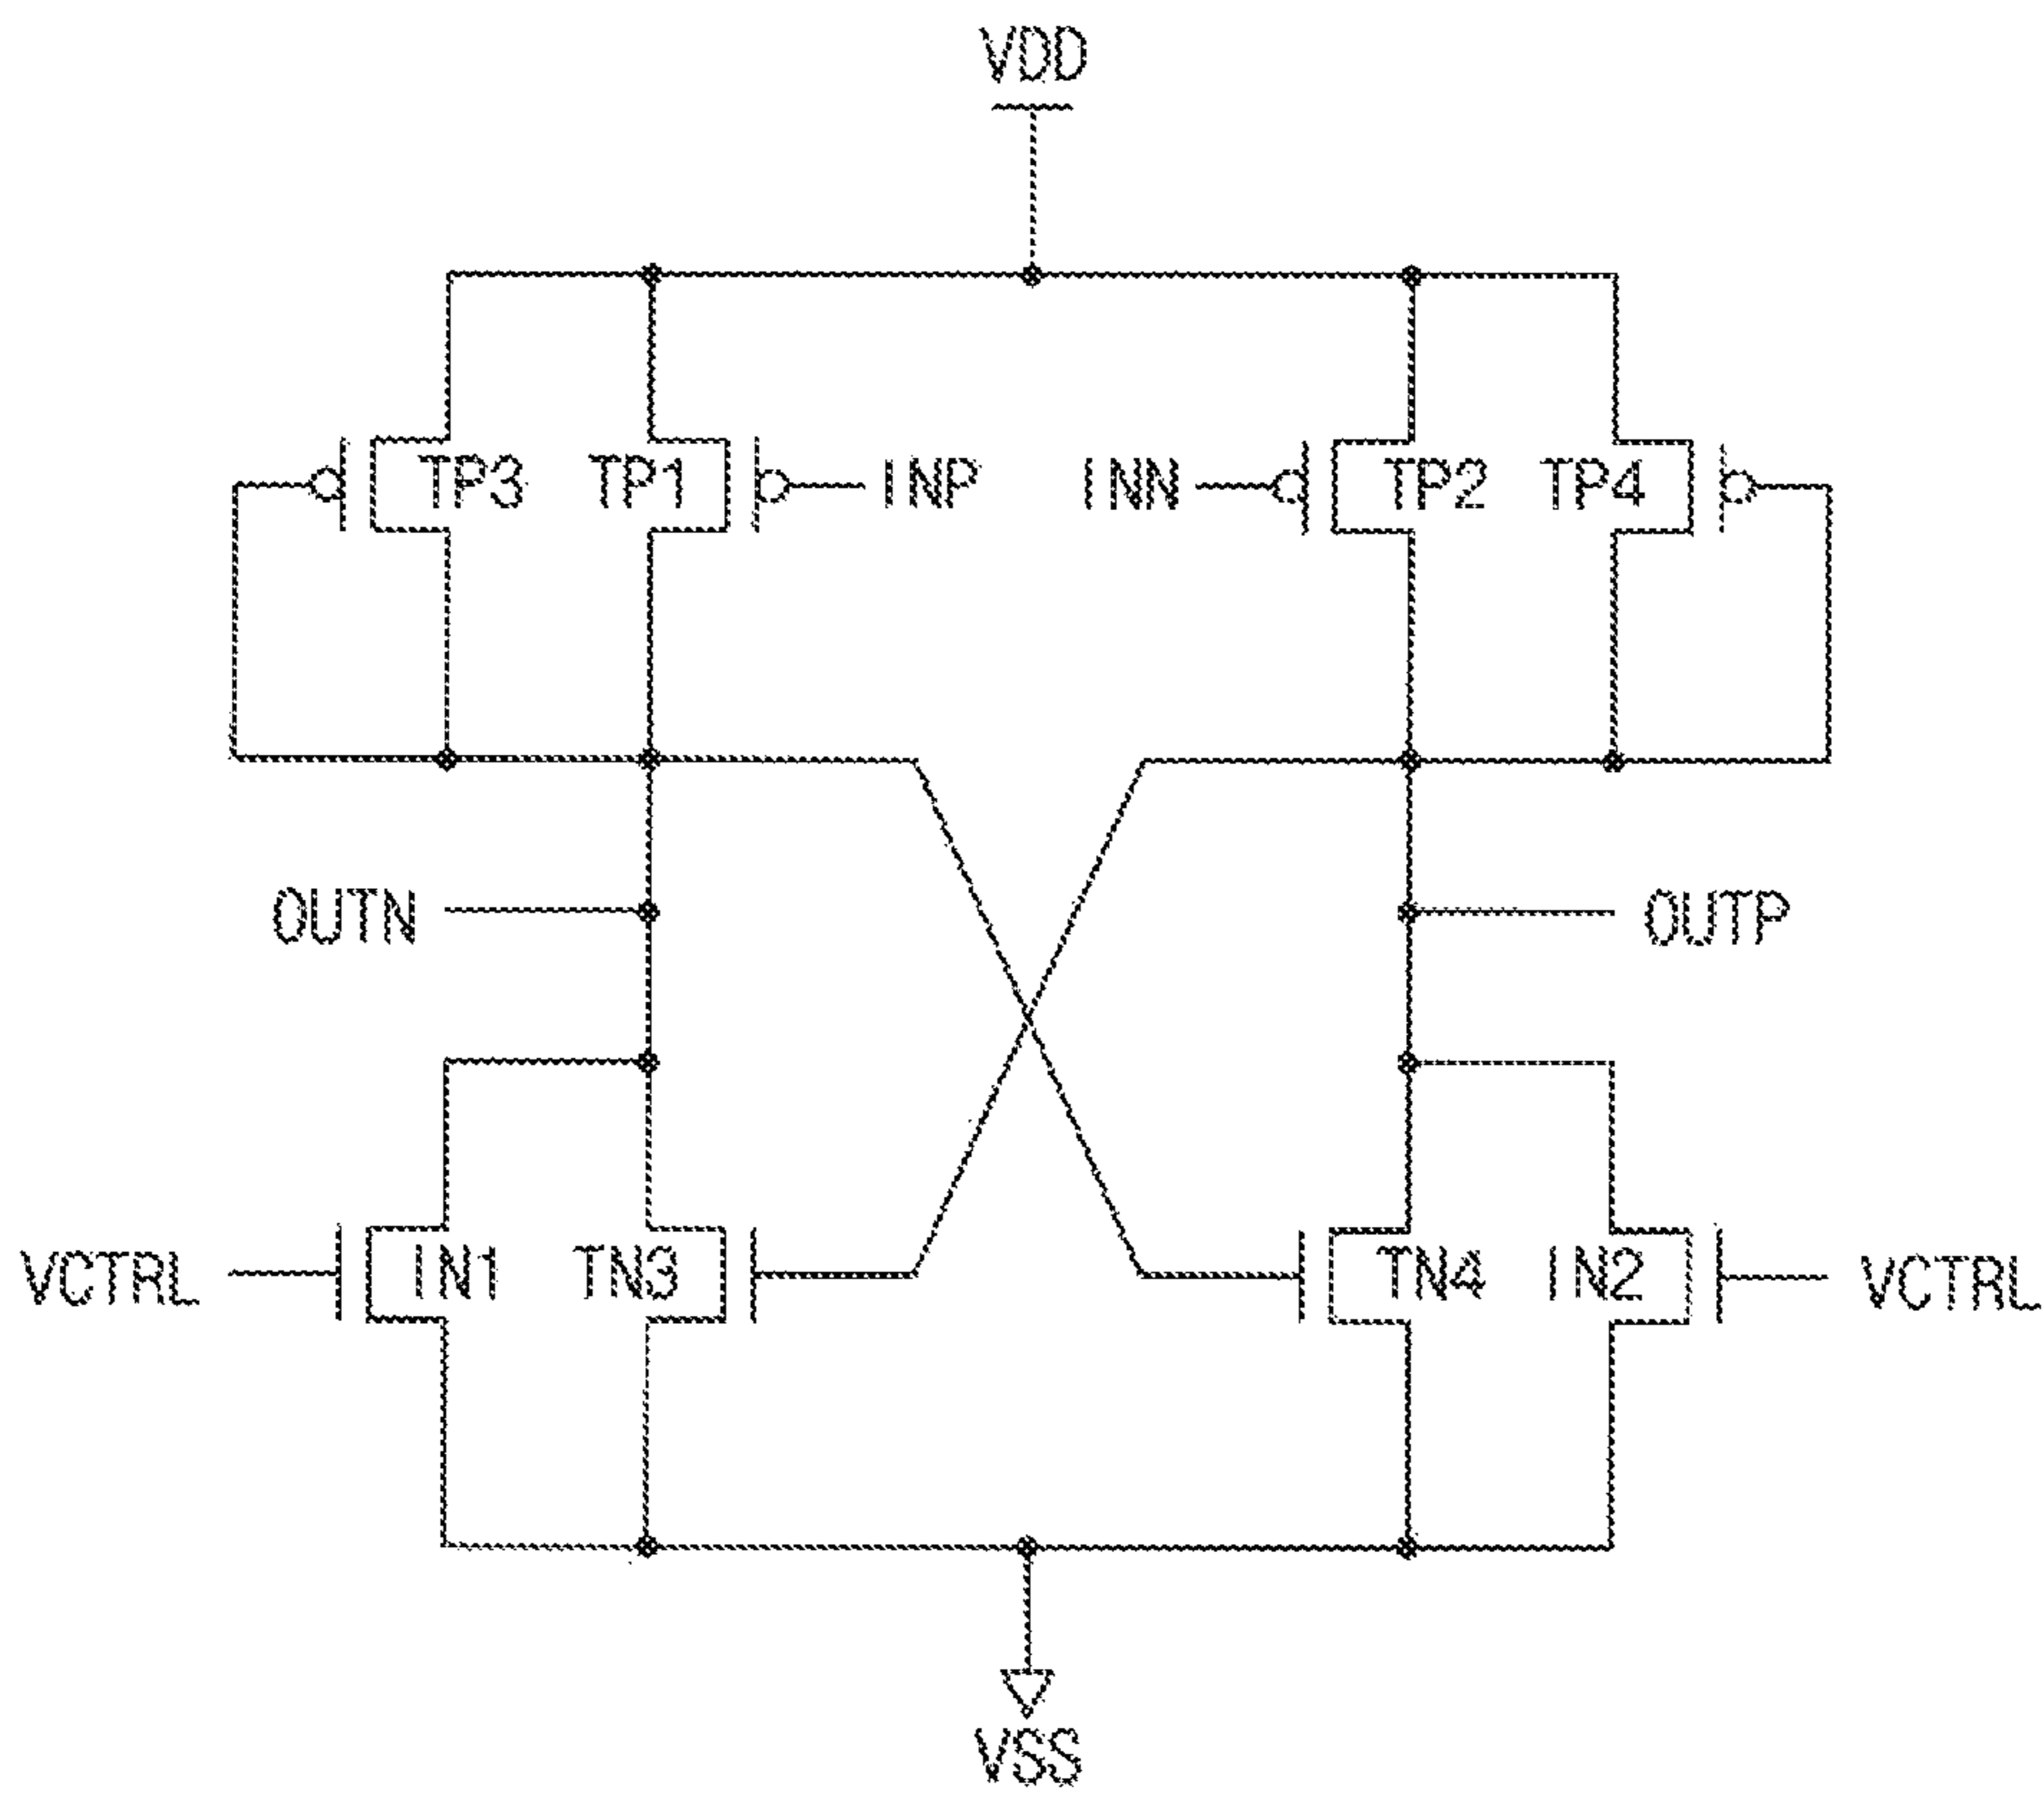 VDD
TP3 TP1 INP INN TP2 TP4
OUTN OUTP
VCTRL IN1 TN3 TN4 IN2 VCTRL
VSS